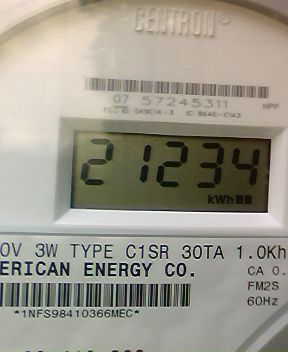 CENTRON®
07 57245311 HPP
21234
kWh
0V 3W TYPE C1SR 30TA 1.0Kh
ERICAN ENERGY CO. CA 0.
FM2S
60Hz
*1NFS98410366MEC*